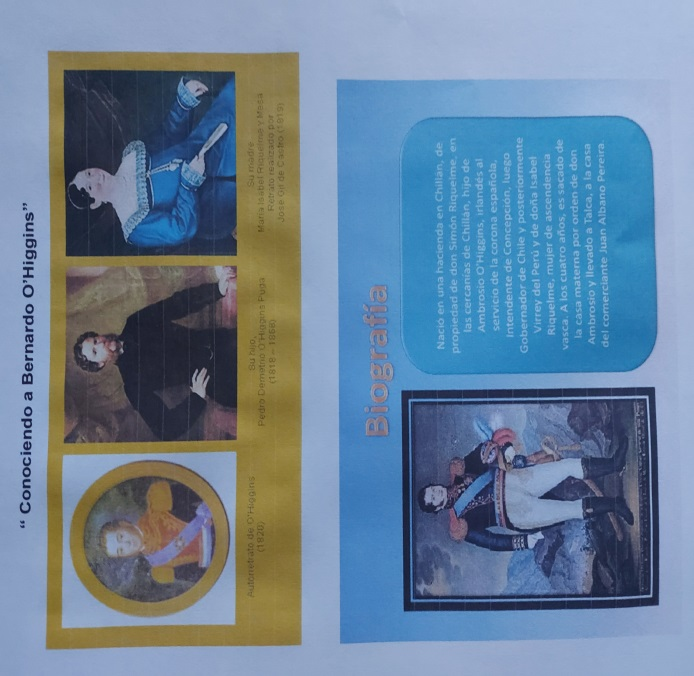 “ Conociendo a Bernardo O’Higgins”
Autorretrato de O'Higgins
(1820)
Su hijo,
Pedro Demetrio O'Higgins Puga
(1818 – 1868)
Su madre
María Isabel Riquelme y Mesa
Retrato realizado por
José Gil de Castro (1819)
Biografía
Nació en una hacienda en Chillán, de
propiedad de don Simón Riquelme, en
las cercanías de Chillán, hijo de
Ambrosio O'Higgins, irlandés al
servicio de la corona española,
Intendente de Concepción, luego
Gobernador de Chile y posteriormente
Virrey del Perú y de doña Isabel
Riquelme, mujer de ascendencia
vasca. A los cuatro años, es sacado de
la casa materna por orden de don
Ambrosio y llevado a Talca, a la casa
del comerciante Juan Albano Pereira.